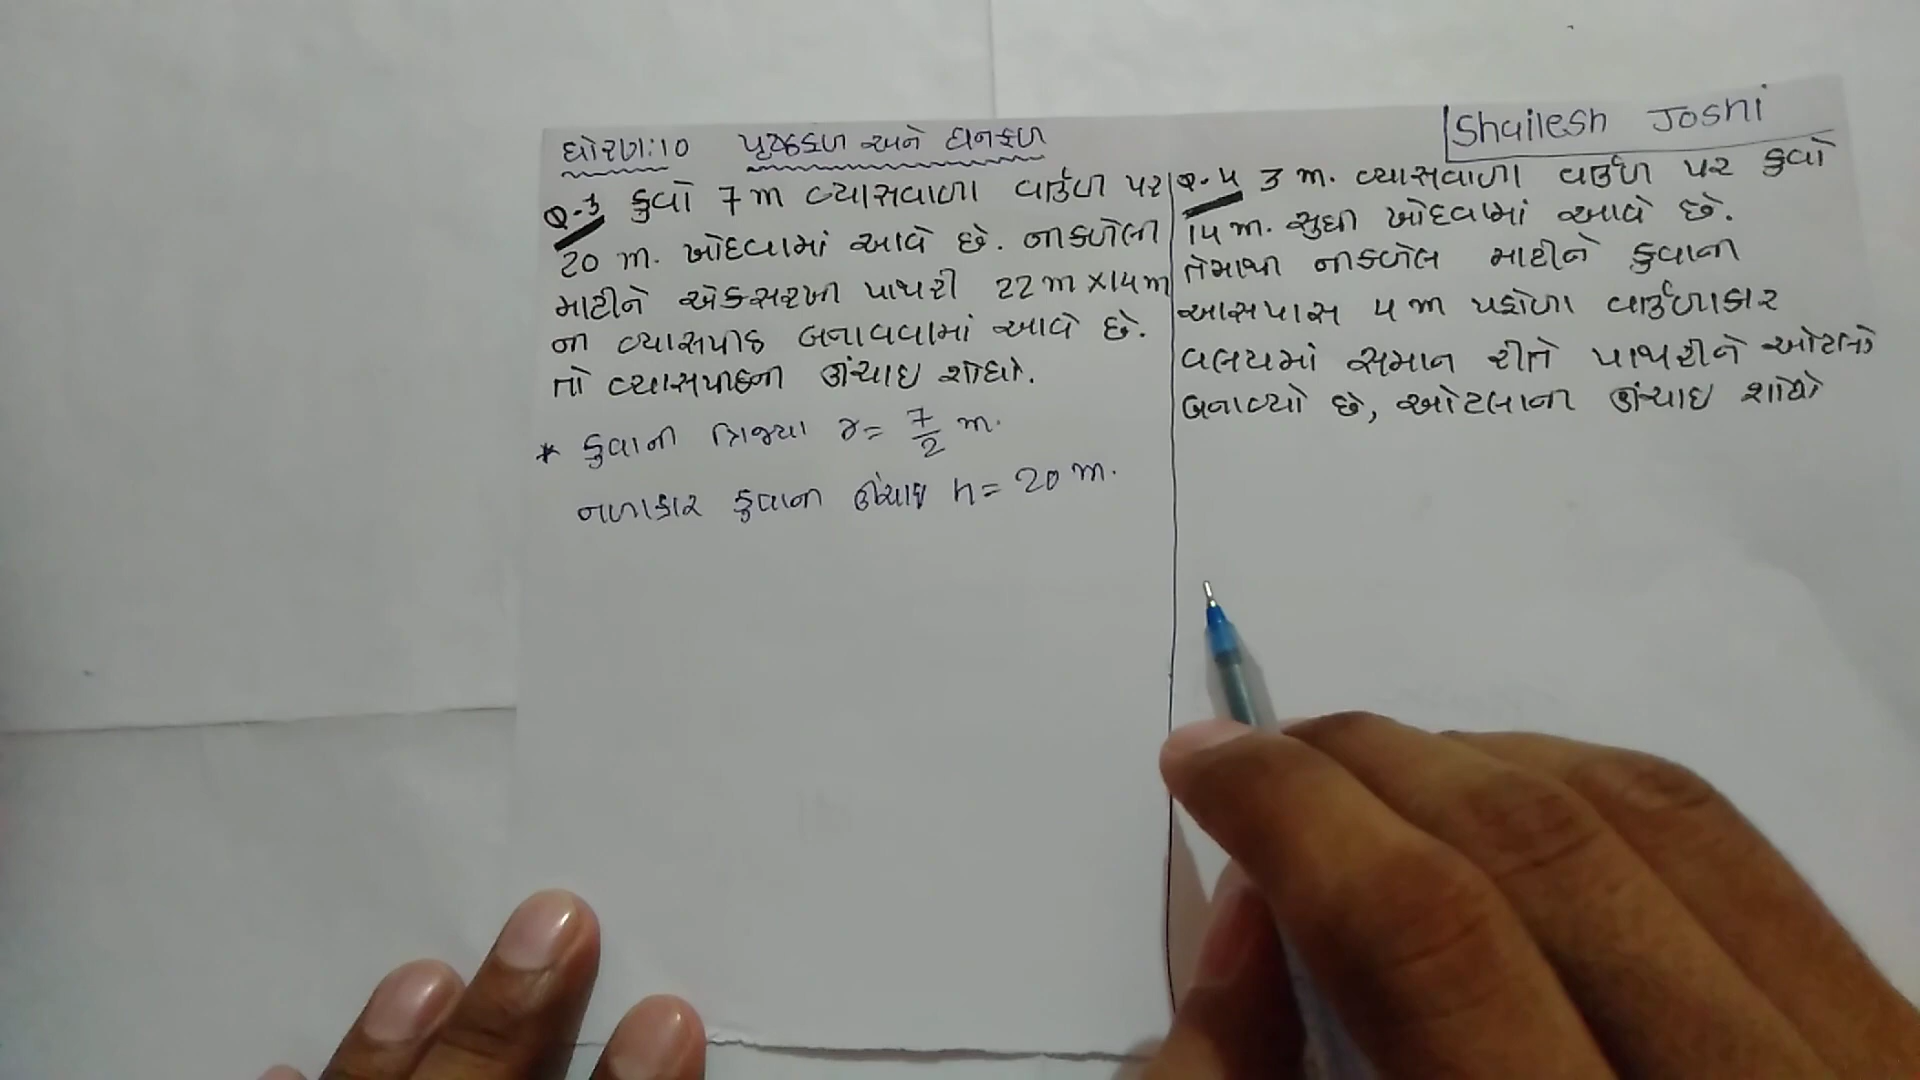 ધોરણ:10 પૃષ્ઠફળ અને ઘનફળ
Shailesh Joshi
Q-3 કુવો 7 m વ્યાસવાળા વર્તુળ પર
20 m. ખોદવામાં આવે છે. નીકળેલી
માટીને એકસરખી પાથરી 22 m X 14 m
ની વ્યાસપીઠ બનાવવામાં આવે છે.
તો વ્યાસપીઠની ઊંચાઇ શોધો.
* કુવાની ત્રિજ્યા r = 7/2 m.
નળાકાર કુવાની ઊંચાઇ h = 20 m.
Q-4 3 m. વ્યાસવાળા વર્તુળ પર કુવો
14 m. સુધી ખોદવામાં આવે છે.
તેમાથી નીકળેલ માટીને કુવાની
આસપાસ 4 m પહોળા વર્તુળાકાર
વલયમાં સમાન રીતે પાથરીને ઓટલો
બનાવ્યો છે, ઓટલાની ઊંચાઇ શોધો